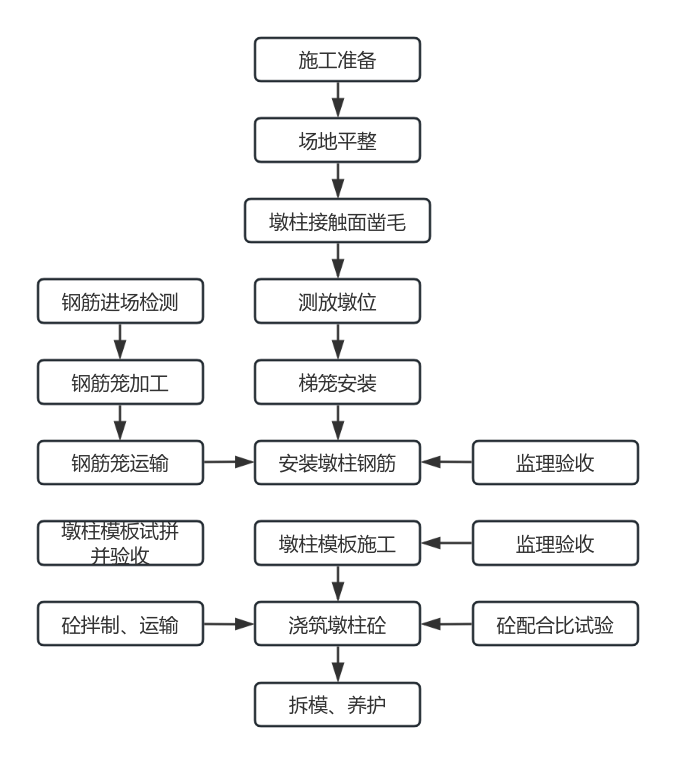 施工准备
场地平整
墩柱接触面凿毛
钢筋进场检测
测放墩位
钢筋笼加工
梯笼安装
钢筋笼运输
安装墩柱钢筋
监理验收
墩柱模板试拼
并验收
墩柱模板施工
监理验收
砼拌制、运输
浇筑墩柱砼
砼配合比试验
拆模、养护